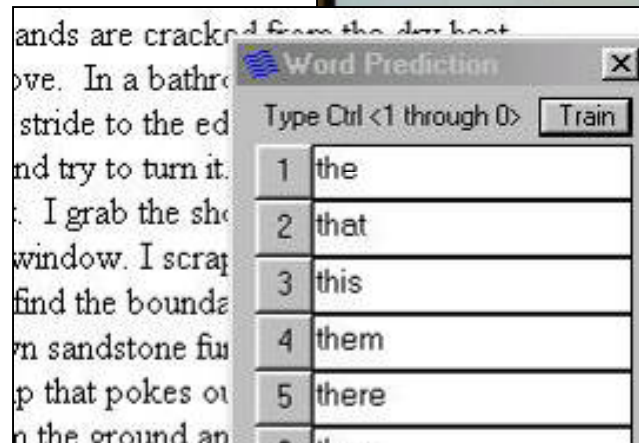 ands are cracked from the dry heat
ove. In a bathro
stride to the ed
nd try to turn it.
. I grab the sho
window. I scrap
find the bounda
n sandstone fu
p that pokes ou
n the ground an
Word Prediction
Type Ctrl <1 through 0> Train
1 the
2 that
3 this
4 them
5 there